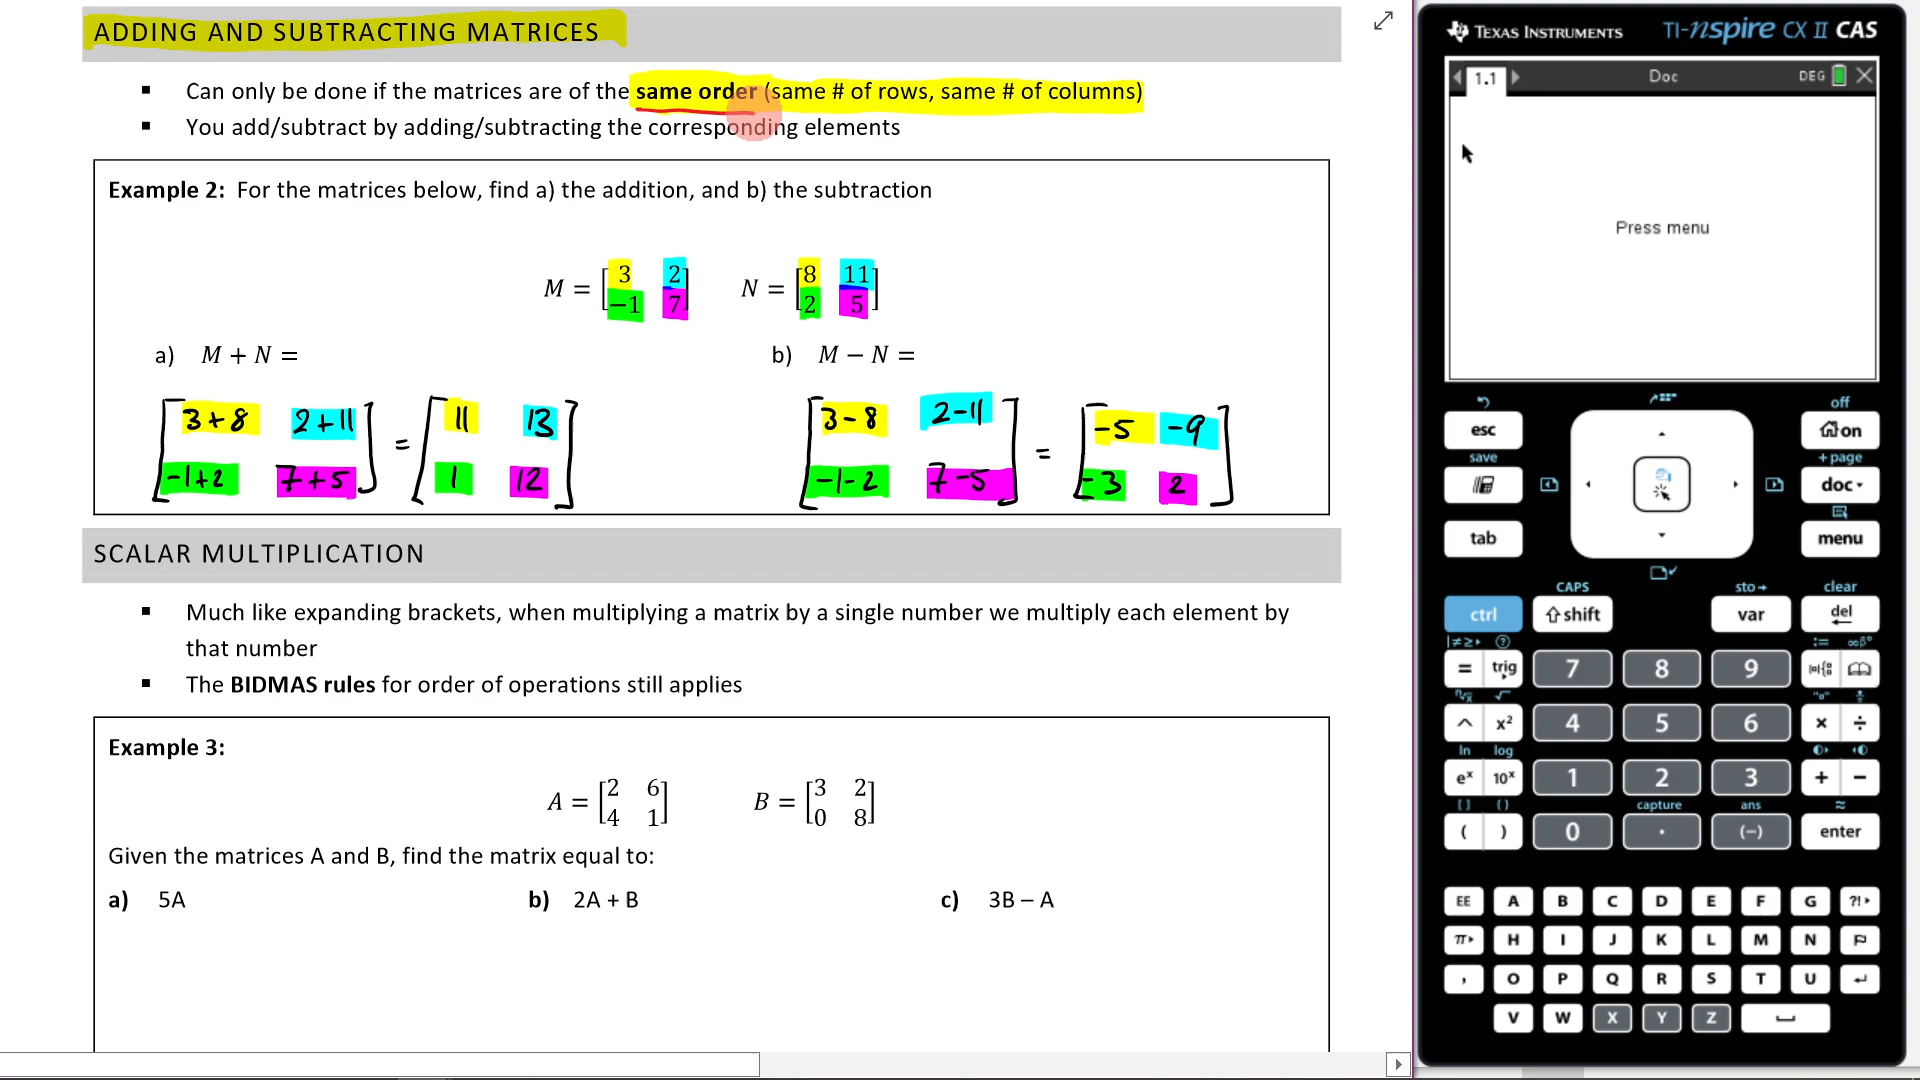 ADDING AND SUBTRACTING MATRICES
▪ Can only be done if the matrices are of the same order (same # of rows, same # of columns)
▪ You add/subtract by adding/subtracting the corresponding elements
Example 2: For the matrices below, find a) the addition, and b) the subtraction
M = [3 2] N = [8 11]
[−1 7] [2 5]
a) M + N = b) M − N =
[3+8 2+11] = [11 13] [3-8 2-11] = [-5 -9]
[-1+2 7+5] [1 12] [-1-2 7-5] [-3 2]
SCALAR MULTIPLICATION
▪ Much like expanding brackets, when multiplying a matrix by a single number we multiply each element by
that number
▪ The BIDMAS rules for order of operations still applies
Example 3:
A = [2 6] B = [3 2]
[4 1] [0 8]
Given the matrices A and B, find the matrix equal to:
a) 5A b) 2A + B c) 3B – A
TEXAS INSTRUMENTS TI-nspire CX II CAS
1.1 Doc DEG
Press menu
off
esc on
save + page
doc
tab menu
CAPS sto→ clear
ctrl shift var del
|≠≥▸ ? := ∞β°
= trig 7 8 9
^ x² 4 5 6 × ÷
ln log
eˣ 10ˣ 1 2 3 + −
[ ] { } capture ans ≈
( ) 0 . (−) enter
EE A B C D E F G ?!▸
π▸ H I J K L M N
, O P Q R S T U
V W X Y Z